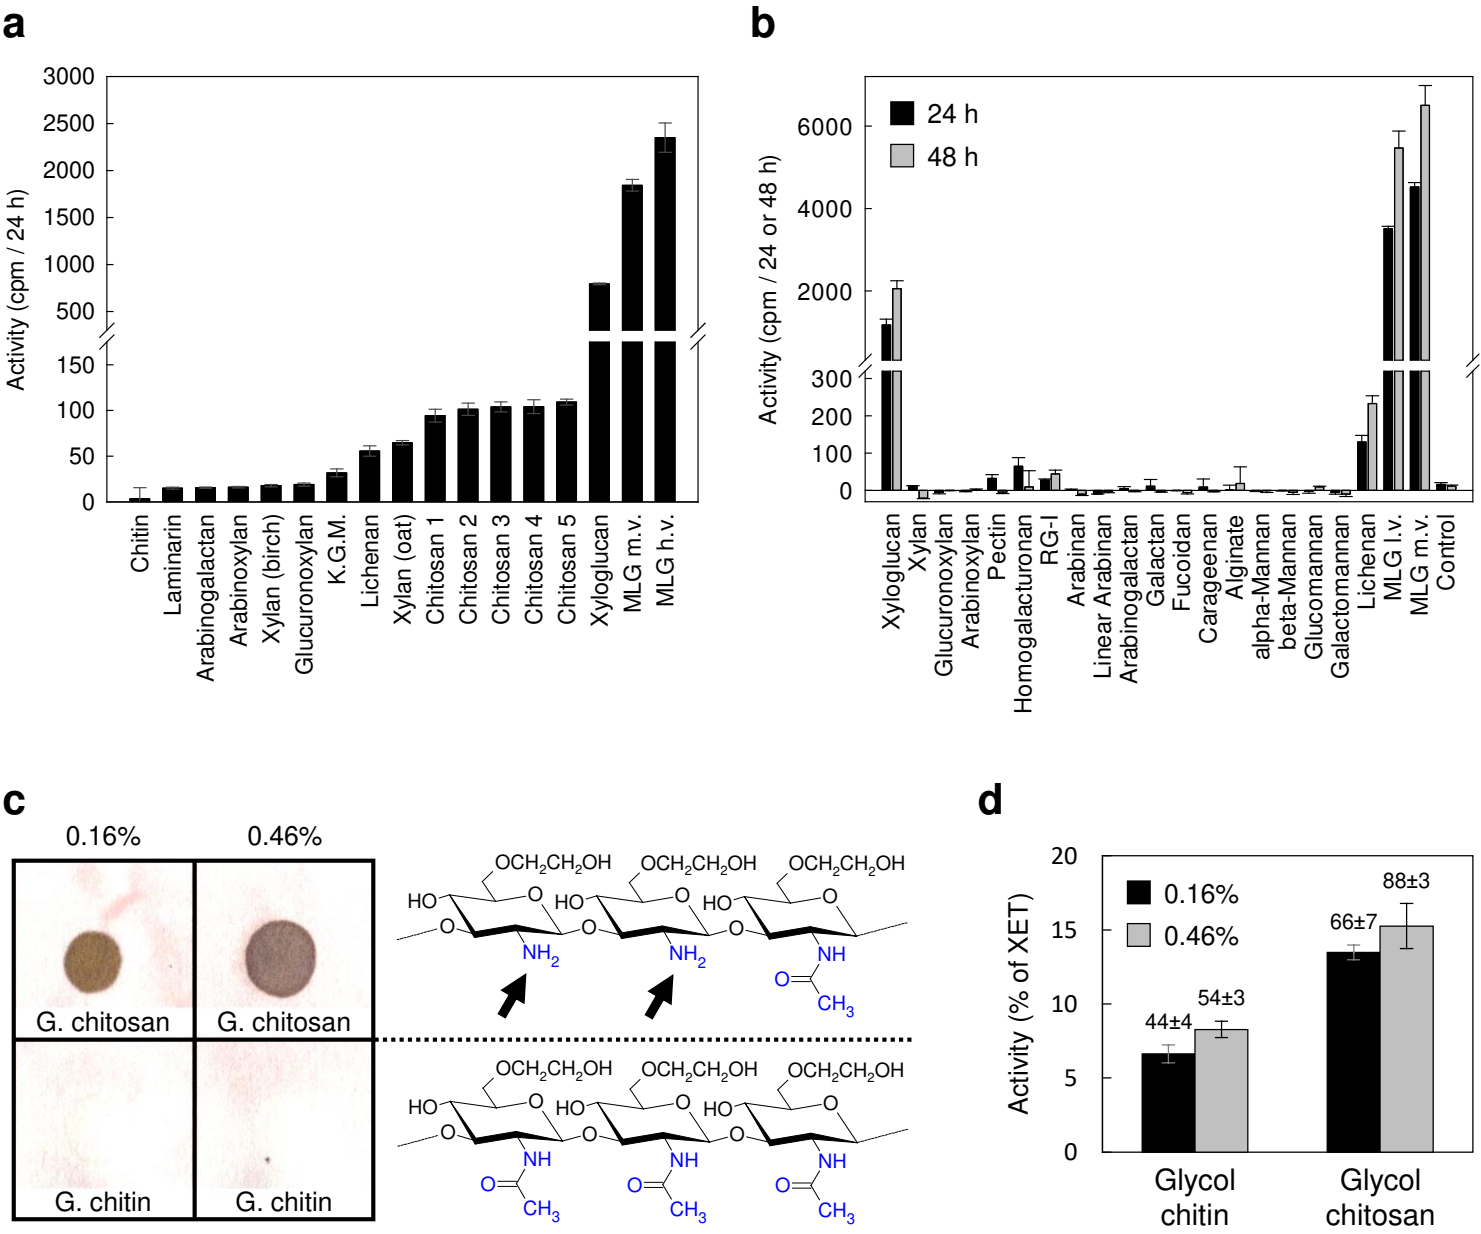 a
Activity (cpm / 24 h)
3000
2500
2000
1500
1000
500
150
100
50
0
Chitin
Laminarin
Arabinogalactan
Arabinoxylan
Xylan (birch)
Glucuronoxylan
K.G.M.
Lichenan
Xylan (oat)
Chitosan 1
Chitosan 2
Chitosan 3
Chitosan 4
Chitosan 5
Xyloglucan
MLG m.v.
MLG h.v.
b
Activity (cpm / 24 or 48 h)
24 h
48 h
6000
4000
2000
300
200
100
0
Xyloglucan
Xylan
Glucuronoxylan
Arabinoxylan
Pectin
Homogalacturonan
RG-I
Arabinan
Linear Arabinan
Arabinogalactan
Galactan
Fucoidan
Carageenan
Alginate
alpha-Mannan
beta-Mannan
Glucomannan
Galactomannan
Lichenan
MLG l.v.
MLG m.v.
Control
c
0.16% 0.46%
G. chitosan G. chitosan
G. chitin G. chitin
OCH₂CH₂OH OCH₂CH₂OH OCH₂CH₂OH
HO O HO O HO O
O O O
NH₂ NH₂ NH
O
CH₃
OCH₂CH₂OH OCH₂CH₂OH OCH₂CH₂OH
HO O HO O HO O
O O O
NH NH NH
O O O
CH₃ CH₃ CH₃
d
Activity (% of XET)
20
15
10
5
0
0.16%
0.46%
44±4
54±3
66±7
88±3
Glycol
chitin
Glycol
chitosan